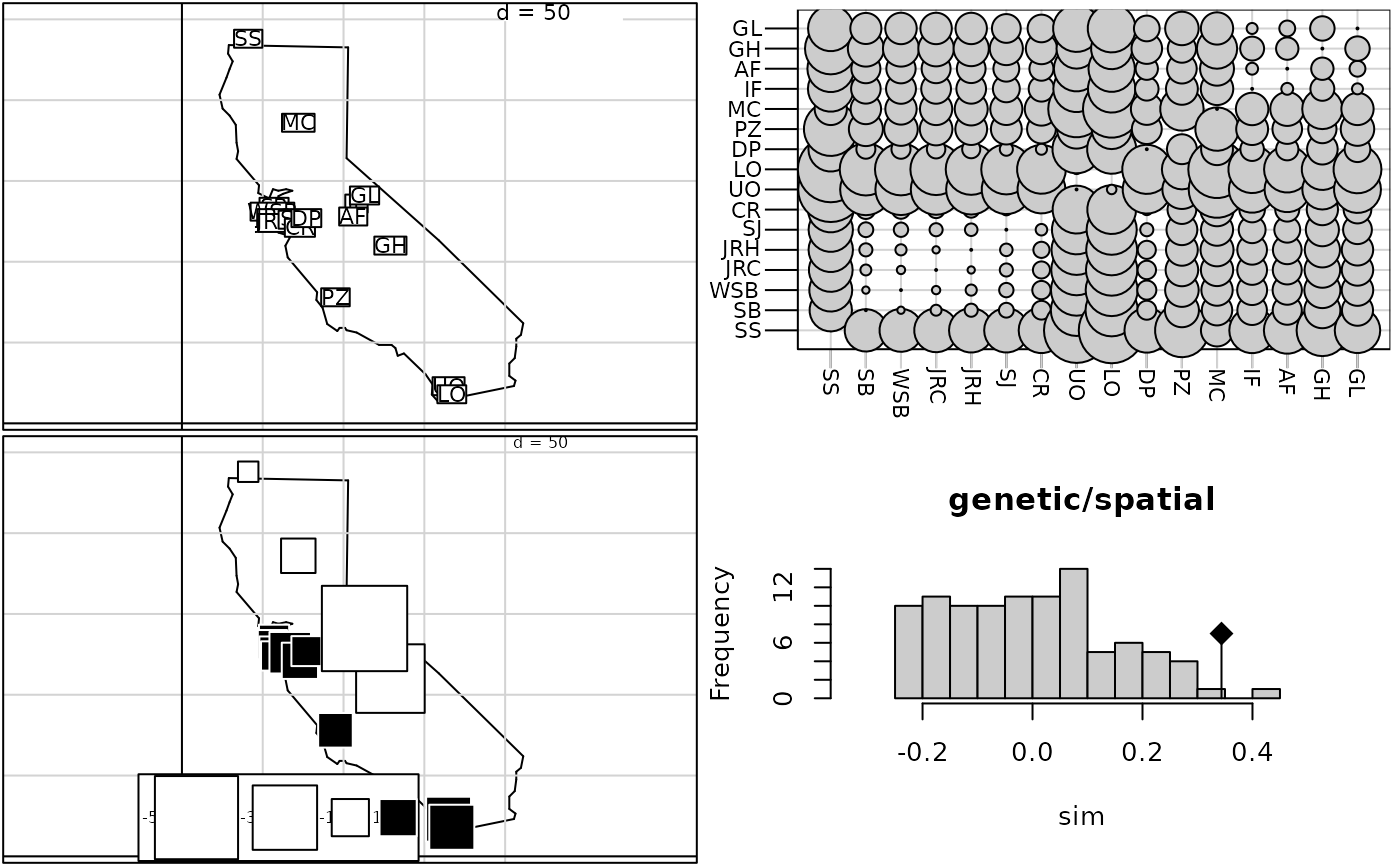 d = 50
SS
MC
GL
AF
DP
CR
GH
PZ
LO
GL
GH
AF
IF
MC
PZ
DP
LO
UO
CR
SJ
JRH
JRC
WSB
SB
SS
SS SB WSB JRC JRH SJ CR UO LO DP PZ MC IF AF GH GL
d = 50
genetic/spatial
Frequency
12
6
0
-0.2 0.0 0.2 0.4
sim